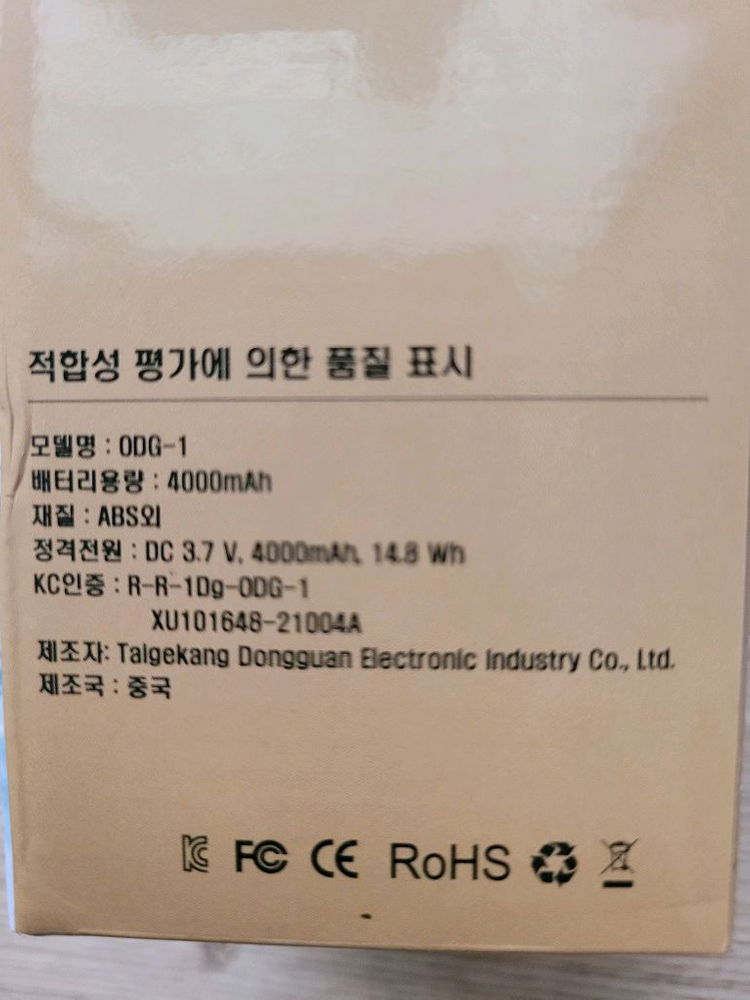 적합성 평가에 의한 품질 표시
모델명 : ODG-1
배터리용량 : 4000mAh
재질 : ABS외
정격전원 : DC 3.7 V, 4000mAh, 14.8 Wh
KC인증 : R-R-1Dg-ODG-1
XU101648-21004A
제조자: Taigekang Dongguan Electronic Industry Co., Ltd.
제조국 : 중국
KC FC CE RoHS